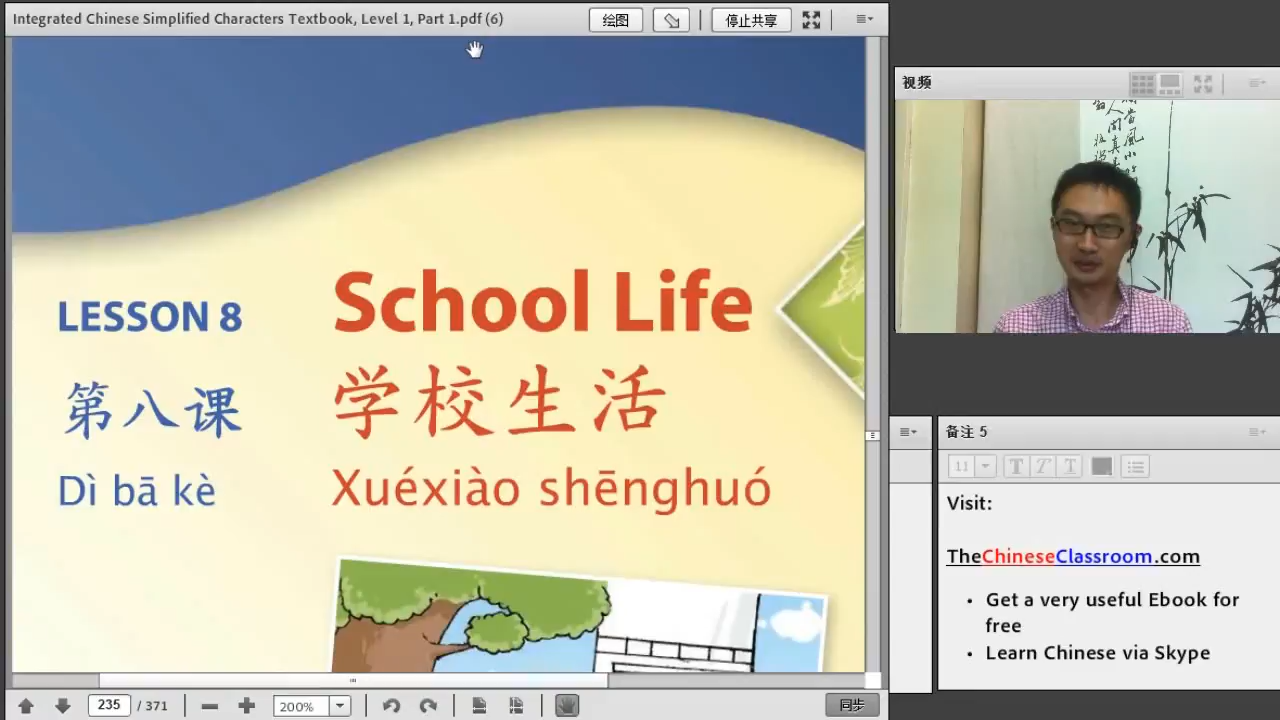 Integrated Chinese Simplified Characters Textbook, Level 1, Part 1.pdf (6)
绘图
停止共享
视频
LESSON 8
School Life
第八课
学校生活
Dì bā kè
Xuéxiào shēnghuó
备注 5
11
T T T
Visit:
TheChineseClassroom.com
• Get a very useful Ebook for
free
• Learn Chinese via Skype
235 / 371
200%
同步